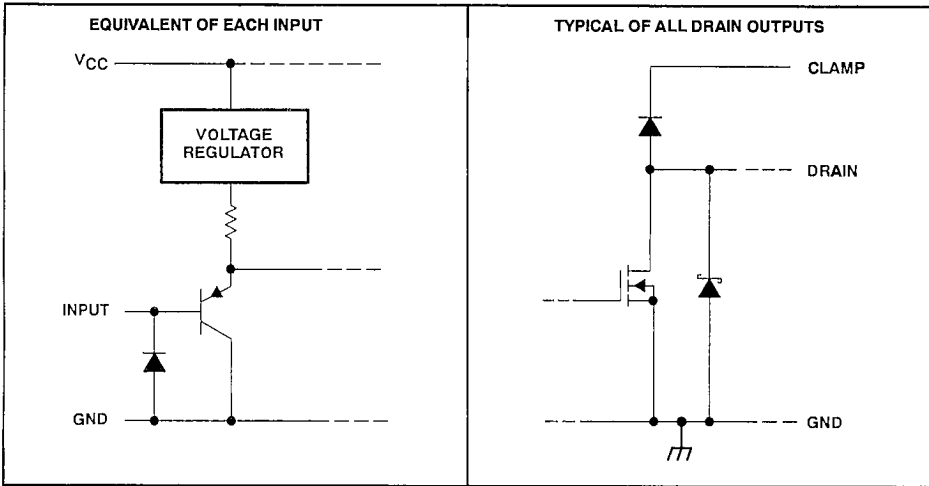 EQUIVALENT OF EACH INPUT
VCC
VOLTAGE
REGULATOR
INPUT
GND
TYPICAL OF ALL DRAIN OUTPUTS
CLAMP
DRAIN
GND